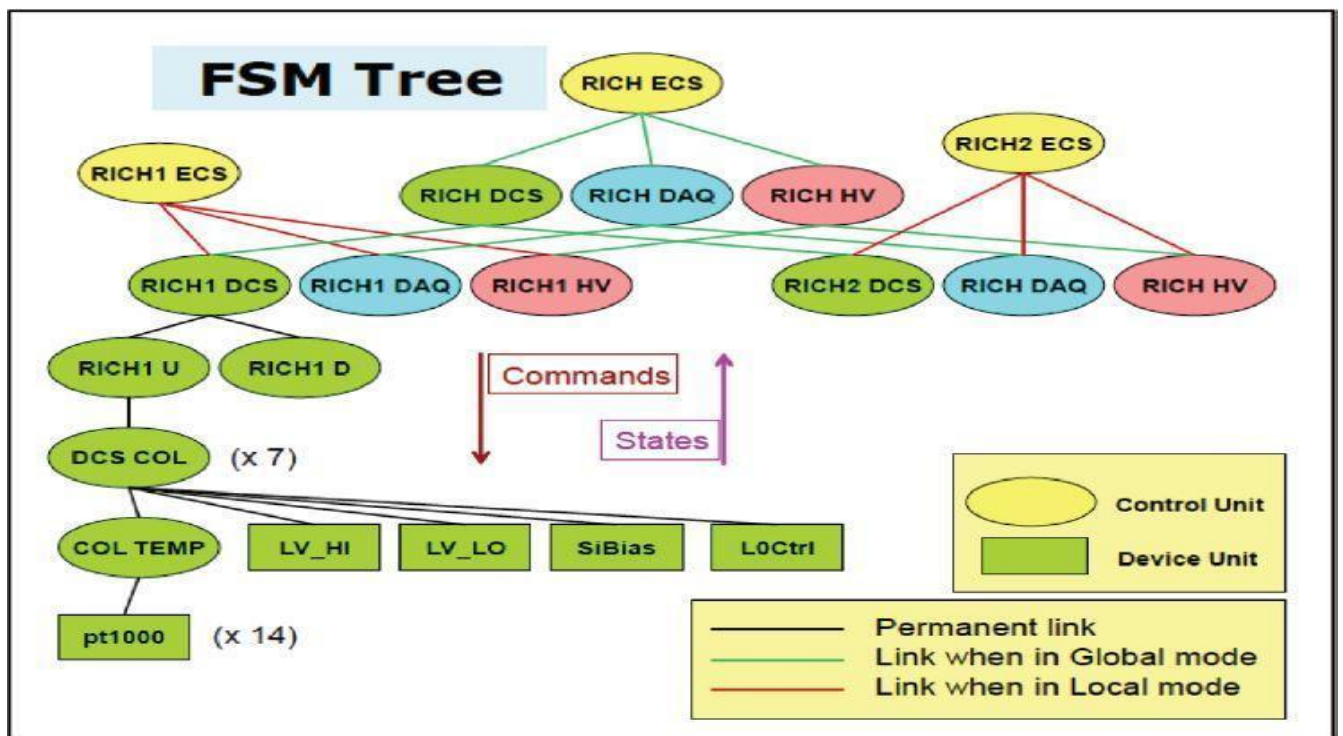 FSM Tree
RICH ECS
RICH1 ECS
RICH2 ECS
RICH DCS
RICH DAQ
RICH HV
RICH1 DCS
RICH1 DAQ
RICH1 HV
RICH2 DCS
RICH DAQ
RICH HV
RICH1 U
RICH1 D
Commands
States
DCS COL
(x 7)
COL TEMP
LV_HI
LV_LO
SiBias
L0Ctrl
pt1000
(x 14)
Control Unit
Device Unit
Permanent link
Link when in Global mode
Link when in Local mode